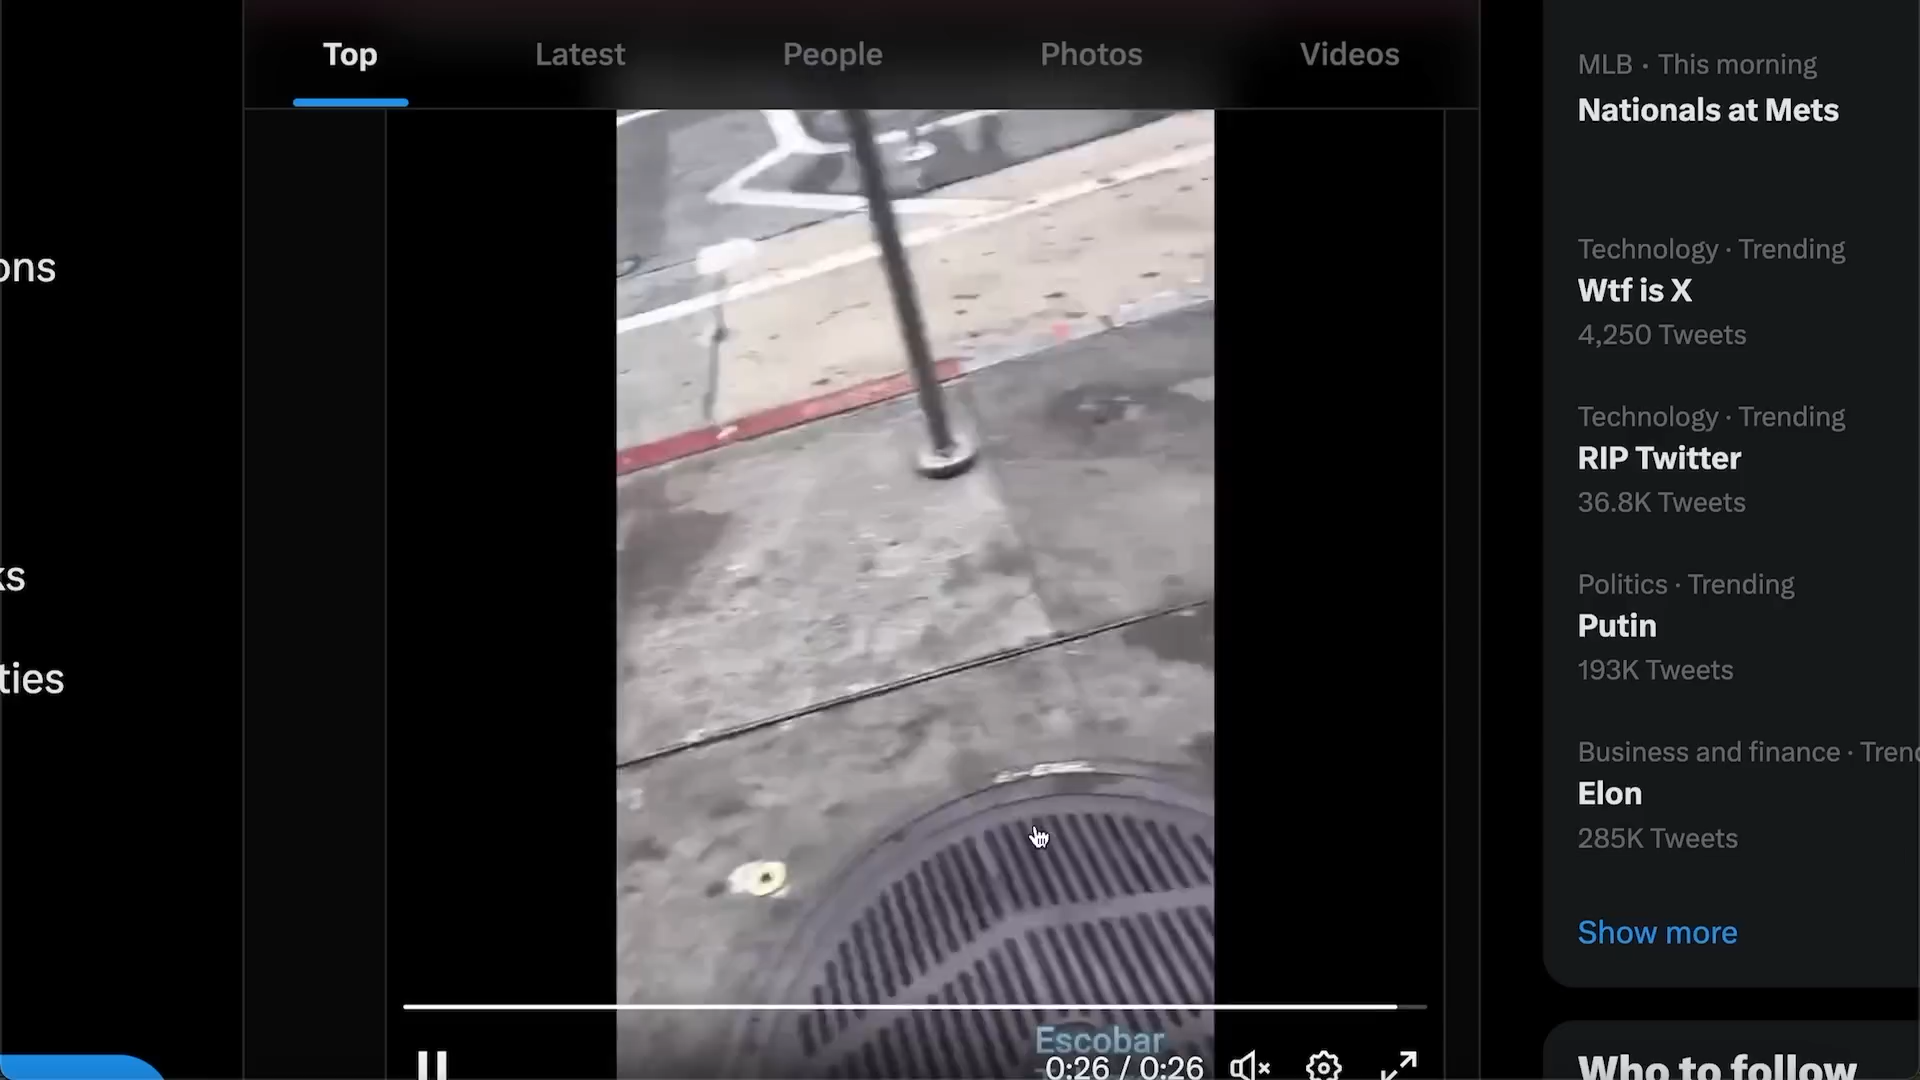 Top
Latest
People
Photos
Videos
ons
ks
ties
MLB · This morning
Nationals at Mets
Technology · Trending
Wtf is X
4,250 Tweets
Technology · Trending
RIP Twitter
36.8K Tweets
Politics · Trending
Putin
193K Tweets
Business and finance · Trend
Elon
285K Tweets
Show more
Who to follow
Escobar
0:26 / 0:26